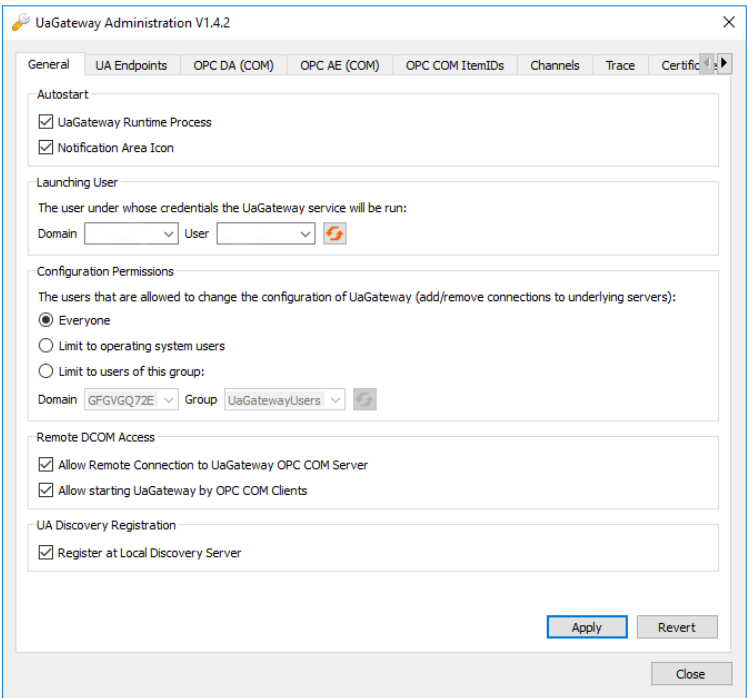 UaGateway Administration V1.4.2
General UA Endpoints OPC DA (COM) OPC AE (COM) OPC COM ItemIDs Channels Trace
Autostart
UaGateway Runtime Process
Notification Area Icon
Launching User
The user under whose credentials the UaGateway service will be run:
Domain User
Configuration Permissions
The users that are allowed to change the configuration of UaGateway (add/remove connections to underlying servers):
Everyone
Limit to operating system users
Limit to users of this group:
Domain GFGVGQ72E Group UaGatewayUsers
Remote DCOM Access
Allow Remote Connection to UaGateway OPC COM Server
Allow starting UaGateway by OPC COM Clients
UA Discovery Registration
Register at Local Discovery Server
Apply Revert
Close